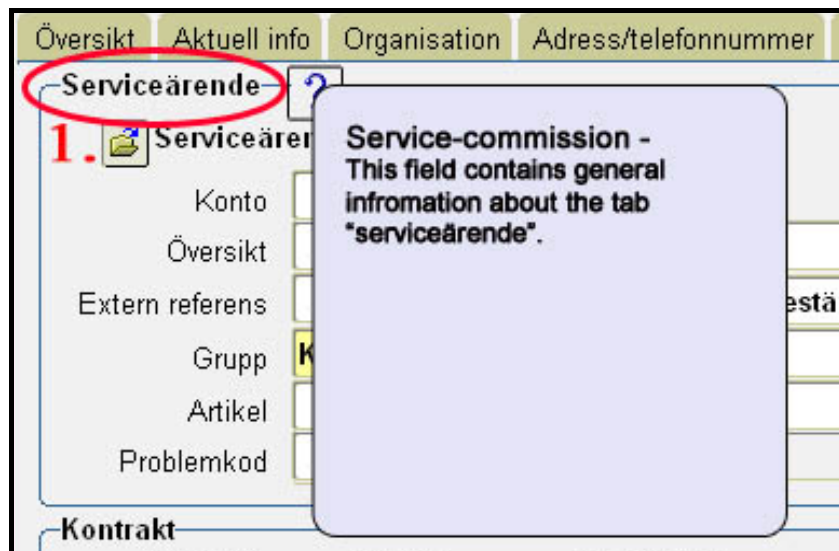 Översikt Aktuell info Organisation Adress/telefonnummer
Serviceärende ?
1. Serviceärer
Service-commission -
This field contains general
infromation about the tab
"serviceärende".
Konto
Översikt
Extern referens
Grupp K
Artikel
Problemkod
Kontrakt